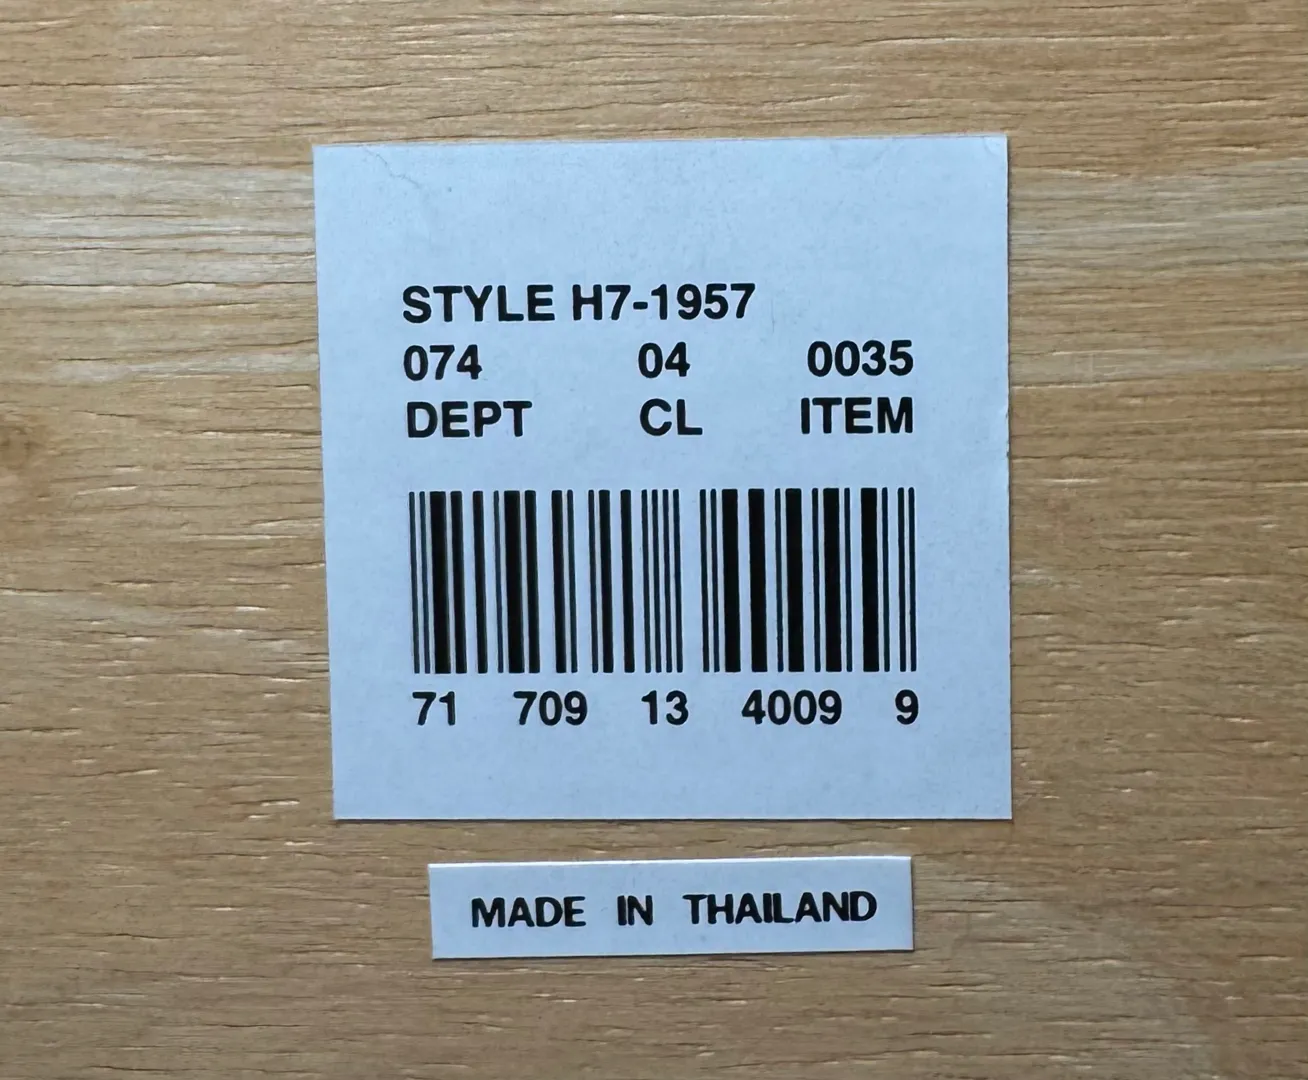 STYLE H7-1957
074 04 0035
DEPT CL ITEM
71 709 13 4009 9
MADE IN THAILAND